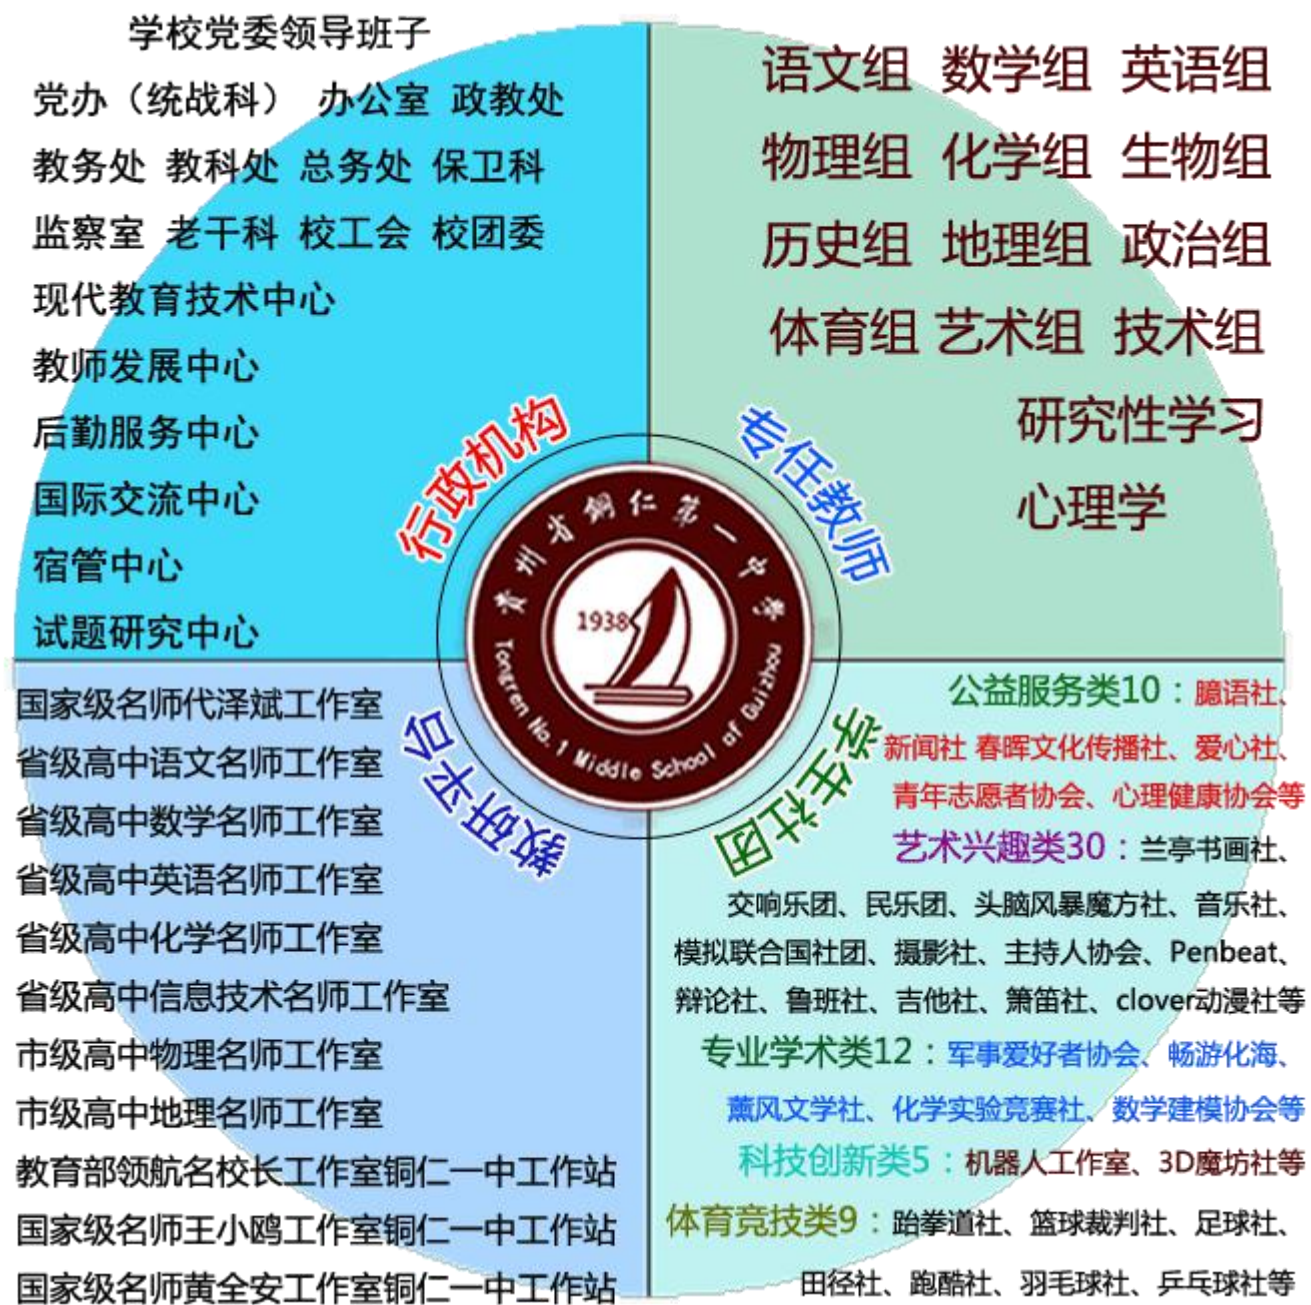 学校党委领导班子
党办（统战科） 办公室 政教处
教务处 教科处 总务处 保卫科
监察室 老干科 校工会 校团委
现代教育技术中心
教师发展中心
后勤服务中心
国际交流中心
宿管中心
试题研究中心
行政机构
语文组 数学组 英语组
物理组 化学组 生物组
历史组 地理组 政治组
体育组 艺术组 技术组
研究性学习
心理学
专任教师
贵州省铜仁第一中学
1938
Tongren No.1 Middle School of Guizhou
国家级名师代泽斌工作室
省级高中语文名师工作室
省级高中数学名师工作室
省级高中英语名师工作室
省级高中化学名师工作室
省级高中信息技术名师工作室
市级高中物理名师工作室
市级高中地理名师工作室
教育部领航名校长工作室铜仁一中工作站
国家级名师王小鸥工作室铜仁一中工作站
国家级名师黄全安工作室铜仁一中工作站
教研平台
学生社团
公益服务类10：臆语社、
新闻社 春晖文化传播社、爱心社、
青年志愿者协会、心理健康协会等
艺术兴趣类30：兰亭书画社、
交响乐团、民乐团、头脑风暴魔方社、音乐社、
模拟联合国社团、摄影社、主持人协会、Penbeat、
辩论社、鲁班社、吉他社、箫笛社、clover动漫社等
专业学术类12：军事爱好者协会、畅游化海、
薰风文学社、化学实验竞赛社、数学建模协会等
科技创新类5：机器人工作室、3D魔坊社等
体育竞技类9：跆拳道社、篮球裁判社、足球社、
田径社、跑酷社、羽毛球社、乒乓球社等